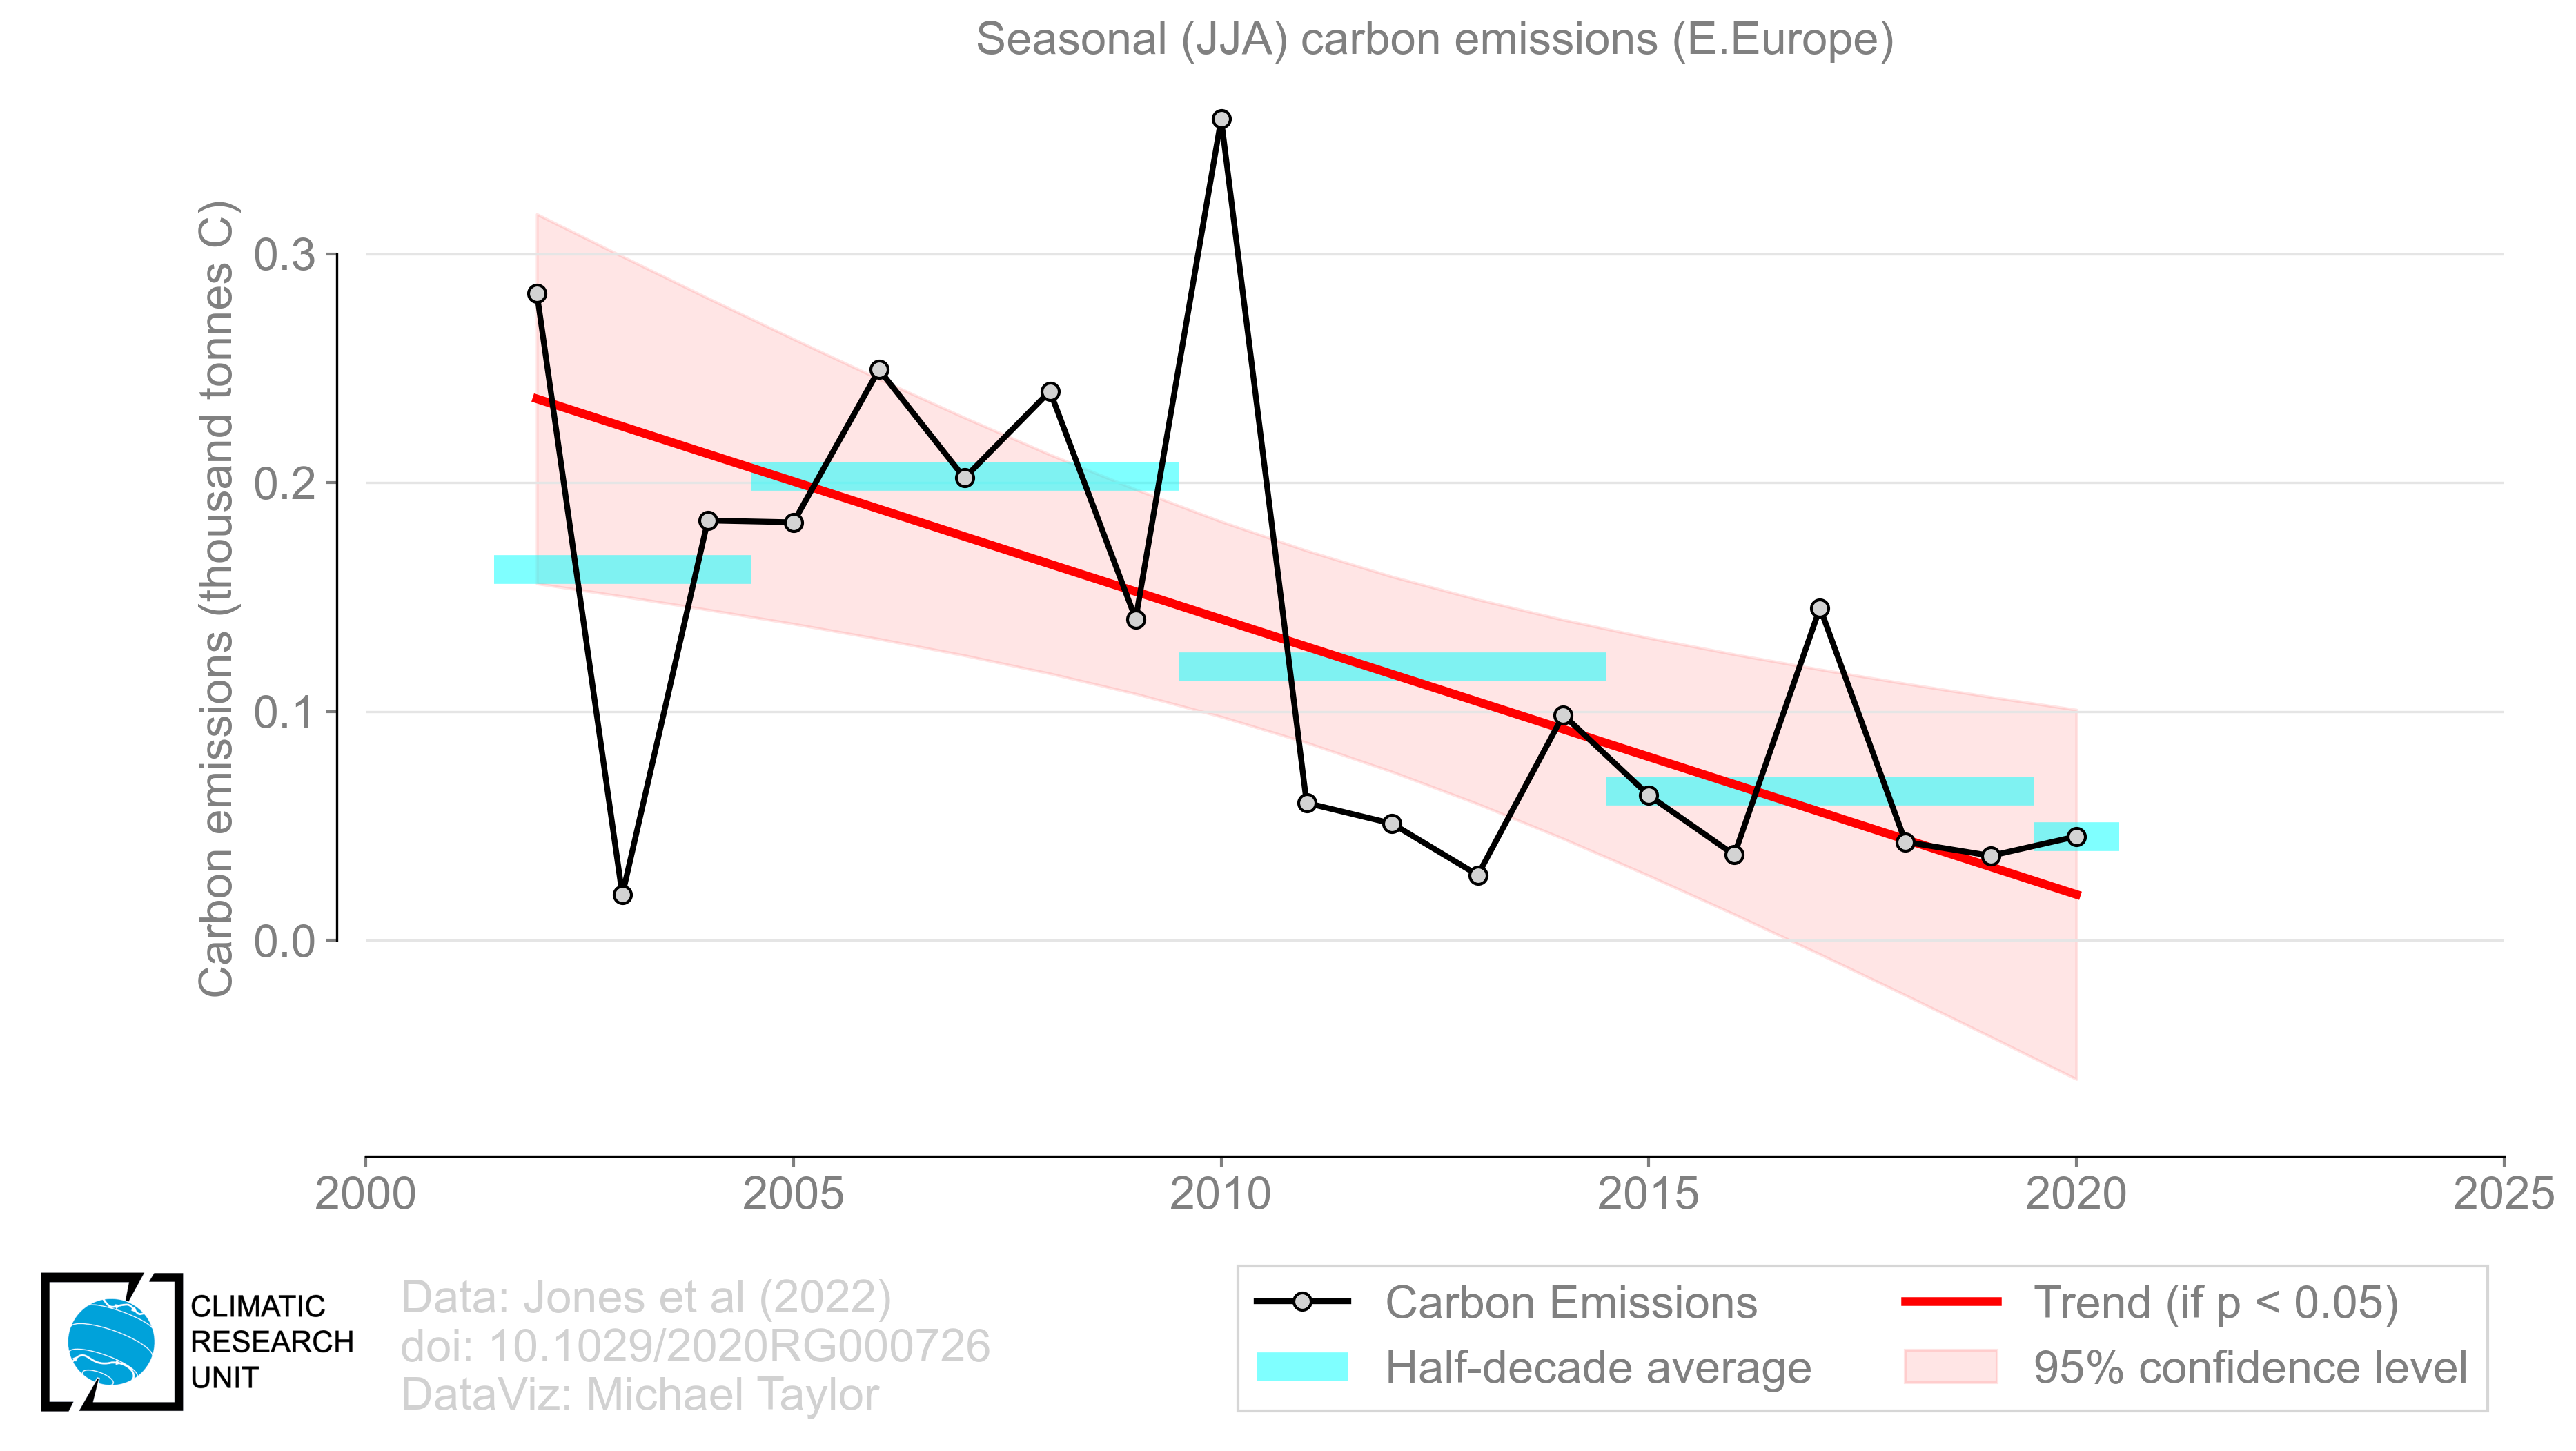 Seasonal (JJA) carbon emissions (E.Europe)
Carbon emissions (thousand tonnes C)
0.3
0.2
0.1
0.0
2000 2005 2010 2015 2020 2025
CLIMATIC
RESEARCH
UNIT
Data: Jones et al (2022)
doi: 10.1029/2020RG000726
DataViz: Michael Taylor
Carbon Emissions
Half-decade average
Trend (if p < 0.05)
95% confidence level